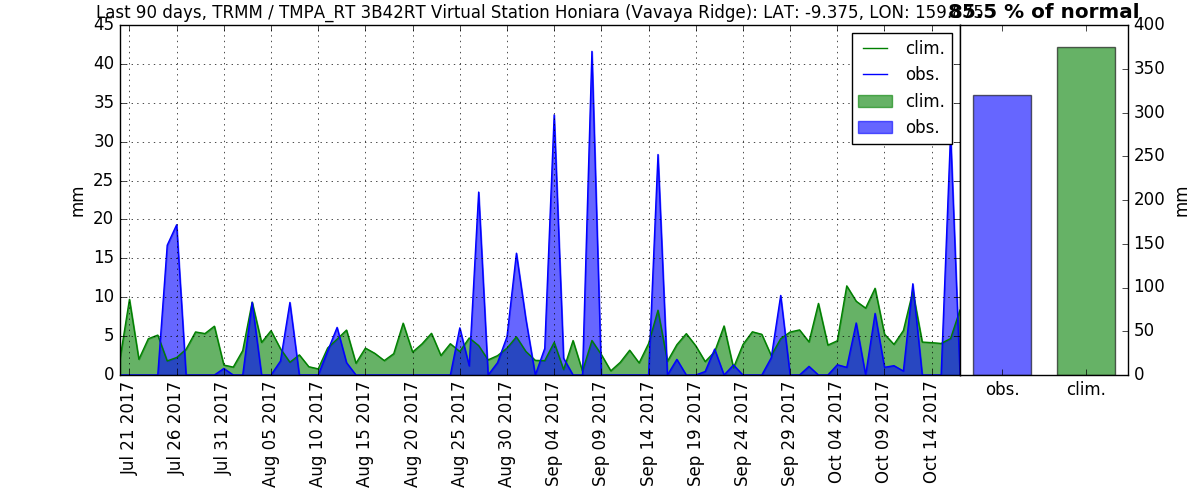 Last 90 days, TRMM / TMPA_RT 3B42RT Virtual Station Honiara (Vavaya Ridge): LAT: -9.375, LON: 159.875
85.5 % of normal
45
40
35
30
25
20
15
10
5
0
mm
clim.
obs.
clim.
obs.
400
350
300
250
200
150
100
50
0
mm
Jul 21 2017
Jul 26 2017
Jul 31 2017
Aug 05 2017
Aug 10 2017
Aug 15 2017
Aug 20 2017
Aug 25 2017
Aug 30 2017
Sep 04 2017
Sep 09 2017
Sep 14 2017
Sep 19 2017
Sep 24 2017
Sep 29 2017
Oct 04 2017
Oct 09 2017
Oct 14 2017
obs.
clim.